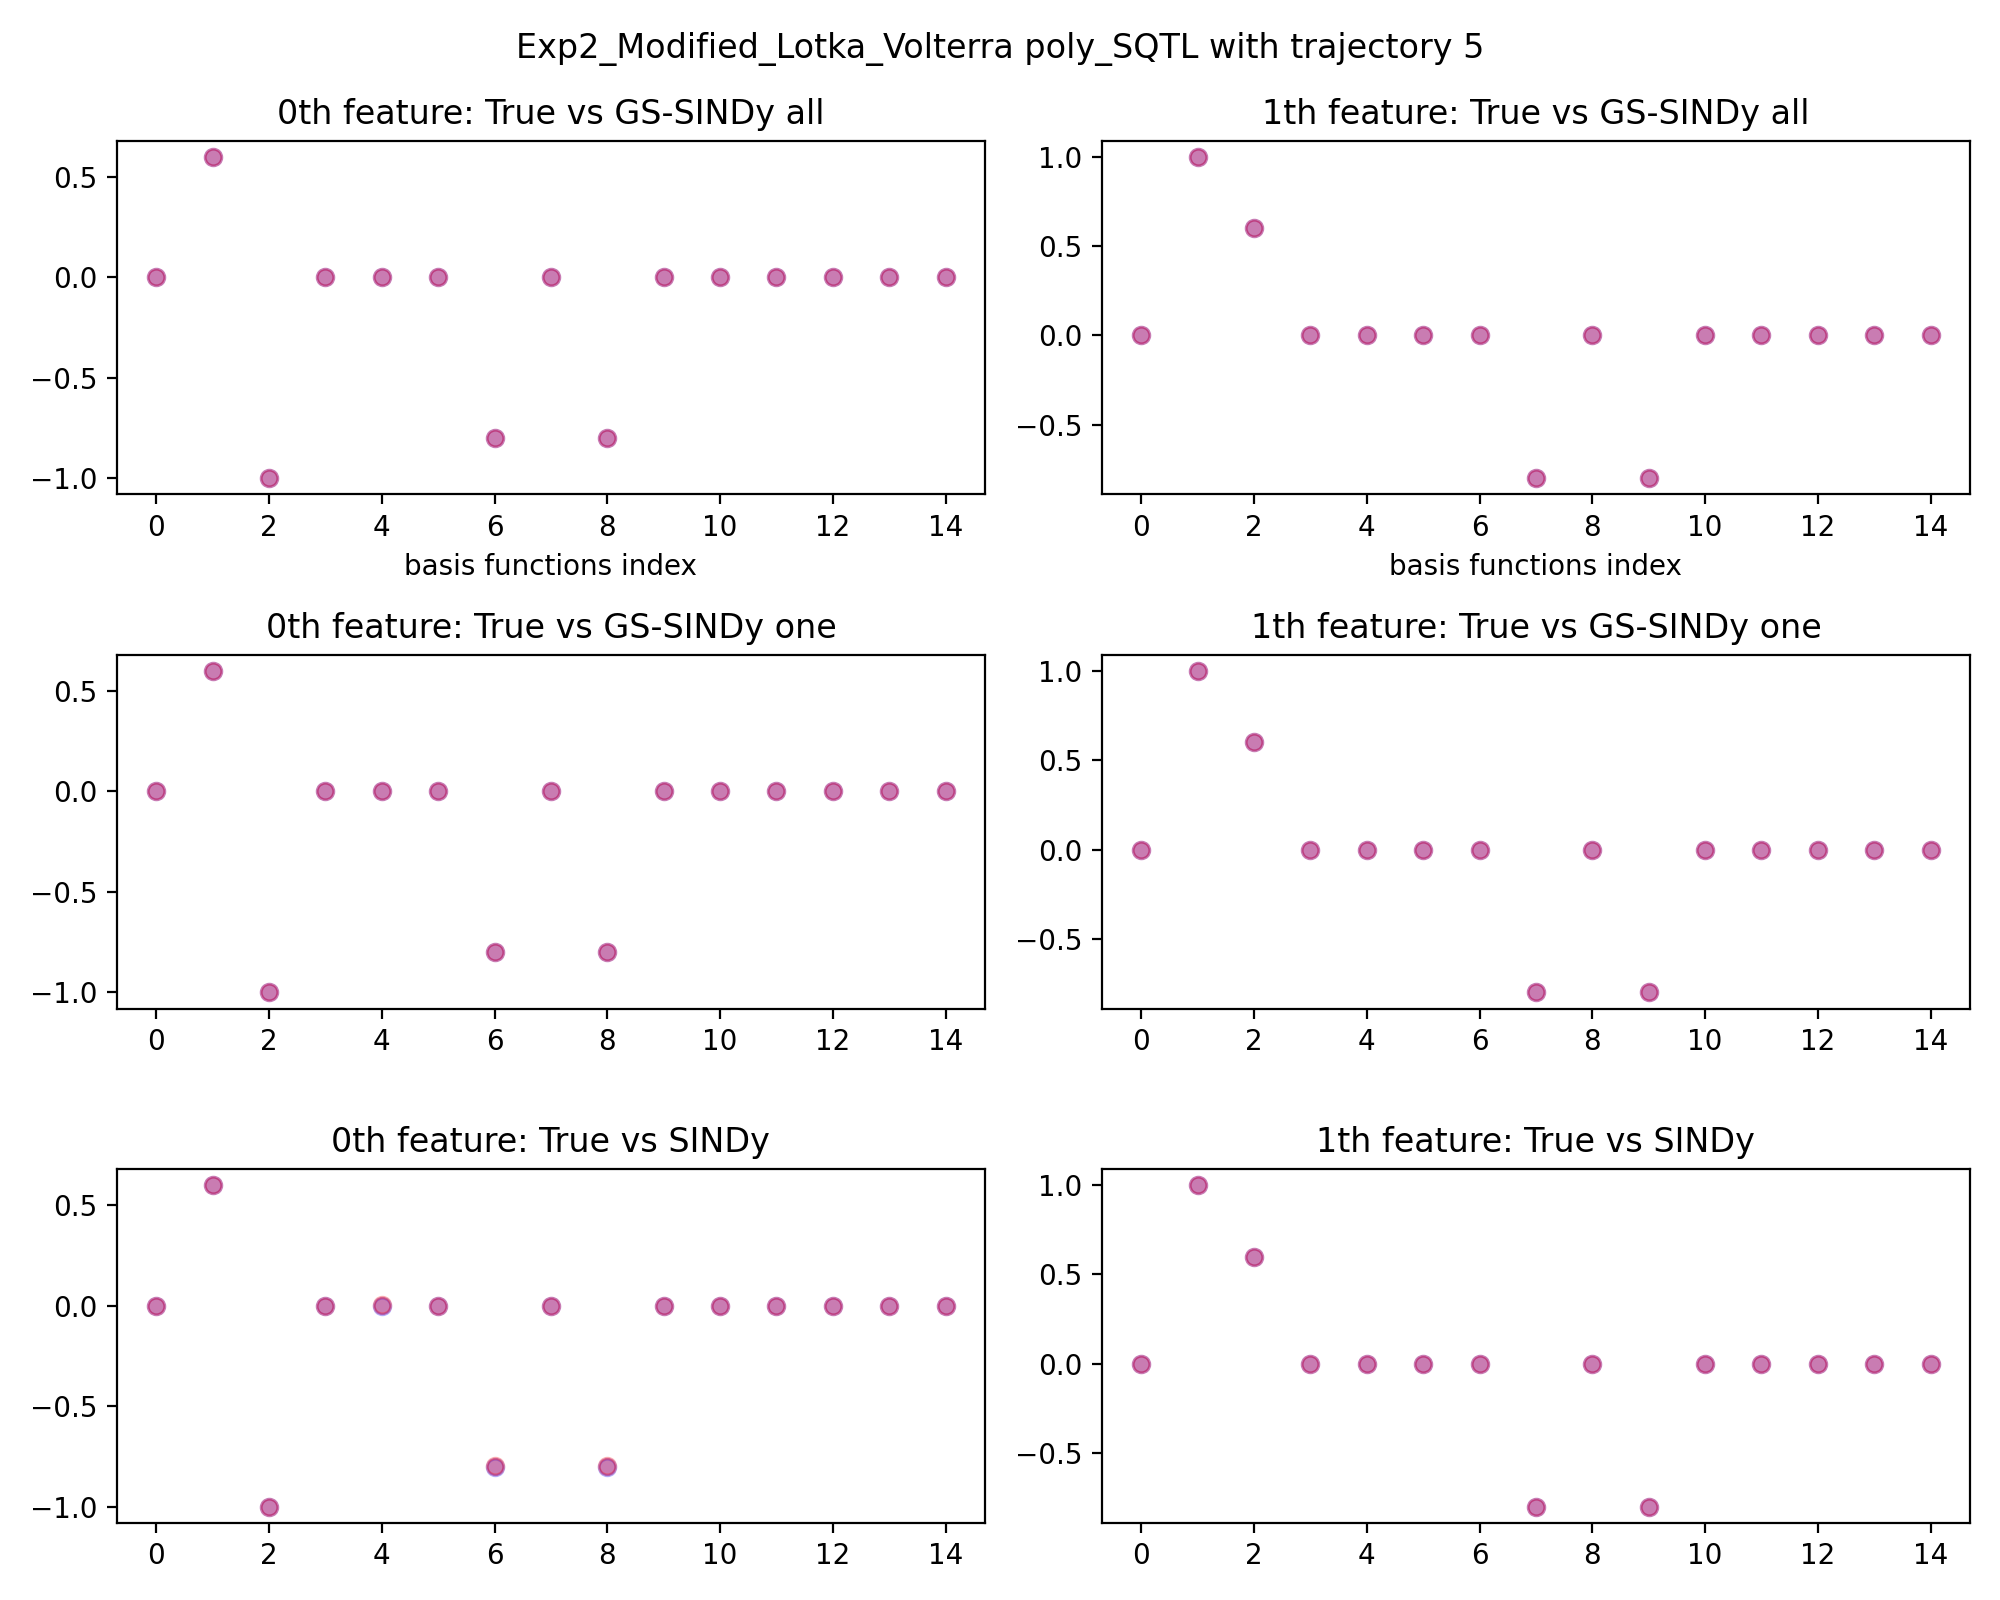 Exp2_Modified_Lotka_Volterra poly_SQTL with trajectory 5
0th feature: True vs GS-SINDy all
0.5
0.0
−0.5
−1.0
0 2 4 6 8 10 12 14
basis functions index
1th feature: True vs GS-SINDy all
1.0
0.5
0.0
−0.5
0 2 4 6 8 10 12 14
basis functions index
0th feature: True vs GS-SINDy one
0.5
0.0
−0.5
−1.0
0 2 4 6 8 10 12 14
1th feature: True vs GS-SINDy one
1.0
0.5
0.0
−0.5
0 2 4 6 8 10 12 14
0th feature: True vs SINDy
0.5
0.0
−0.5
−1.0
0 2 4 6 8 10 12 14
1th feature: True vs SINDy
1.0
0.5
0.0
−0.5
0 2 4 6 8 10 12 14